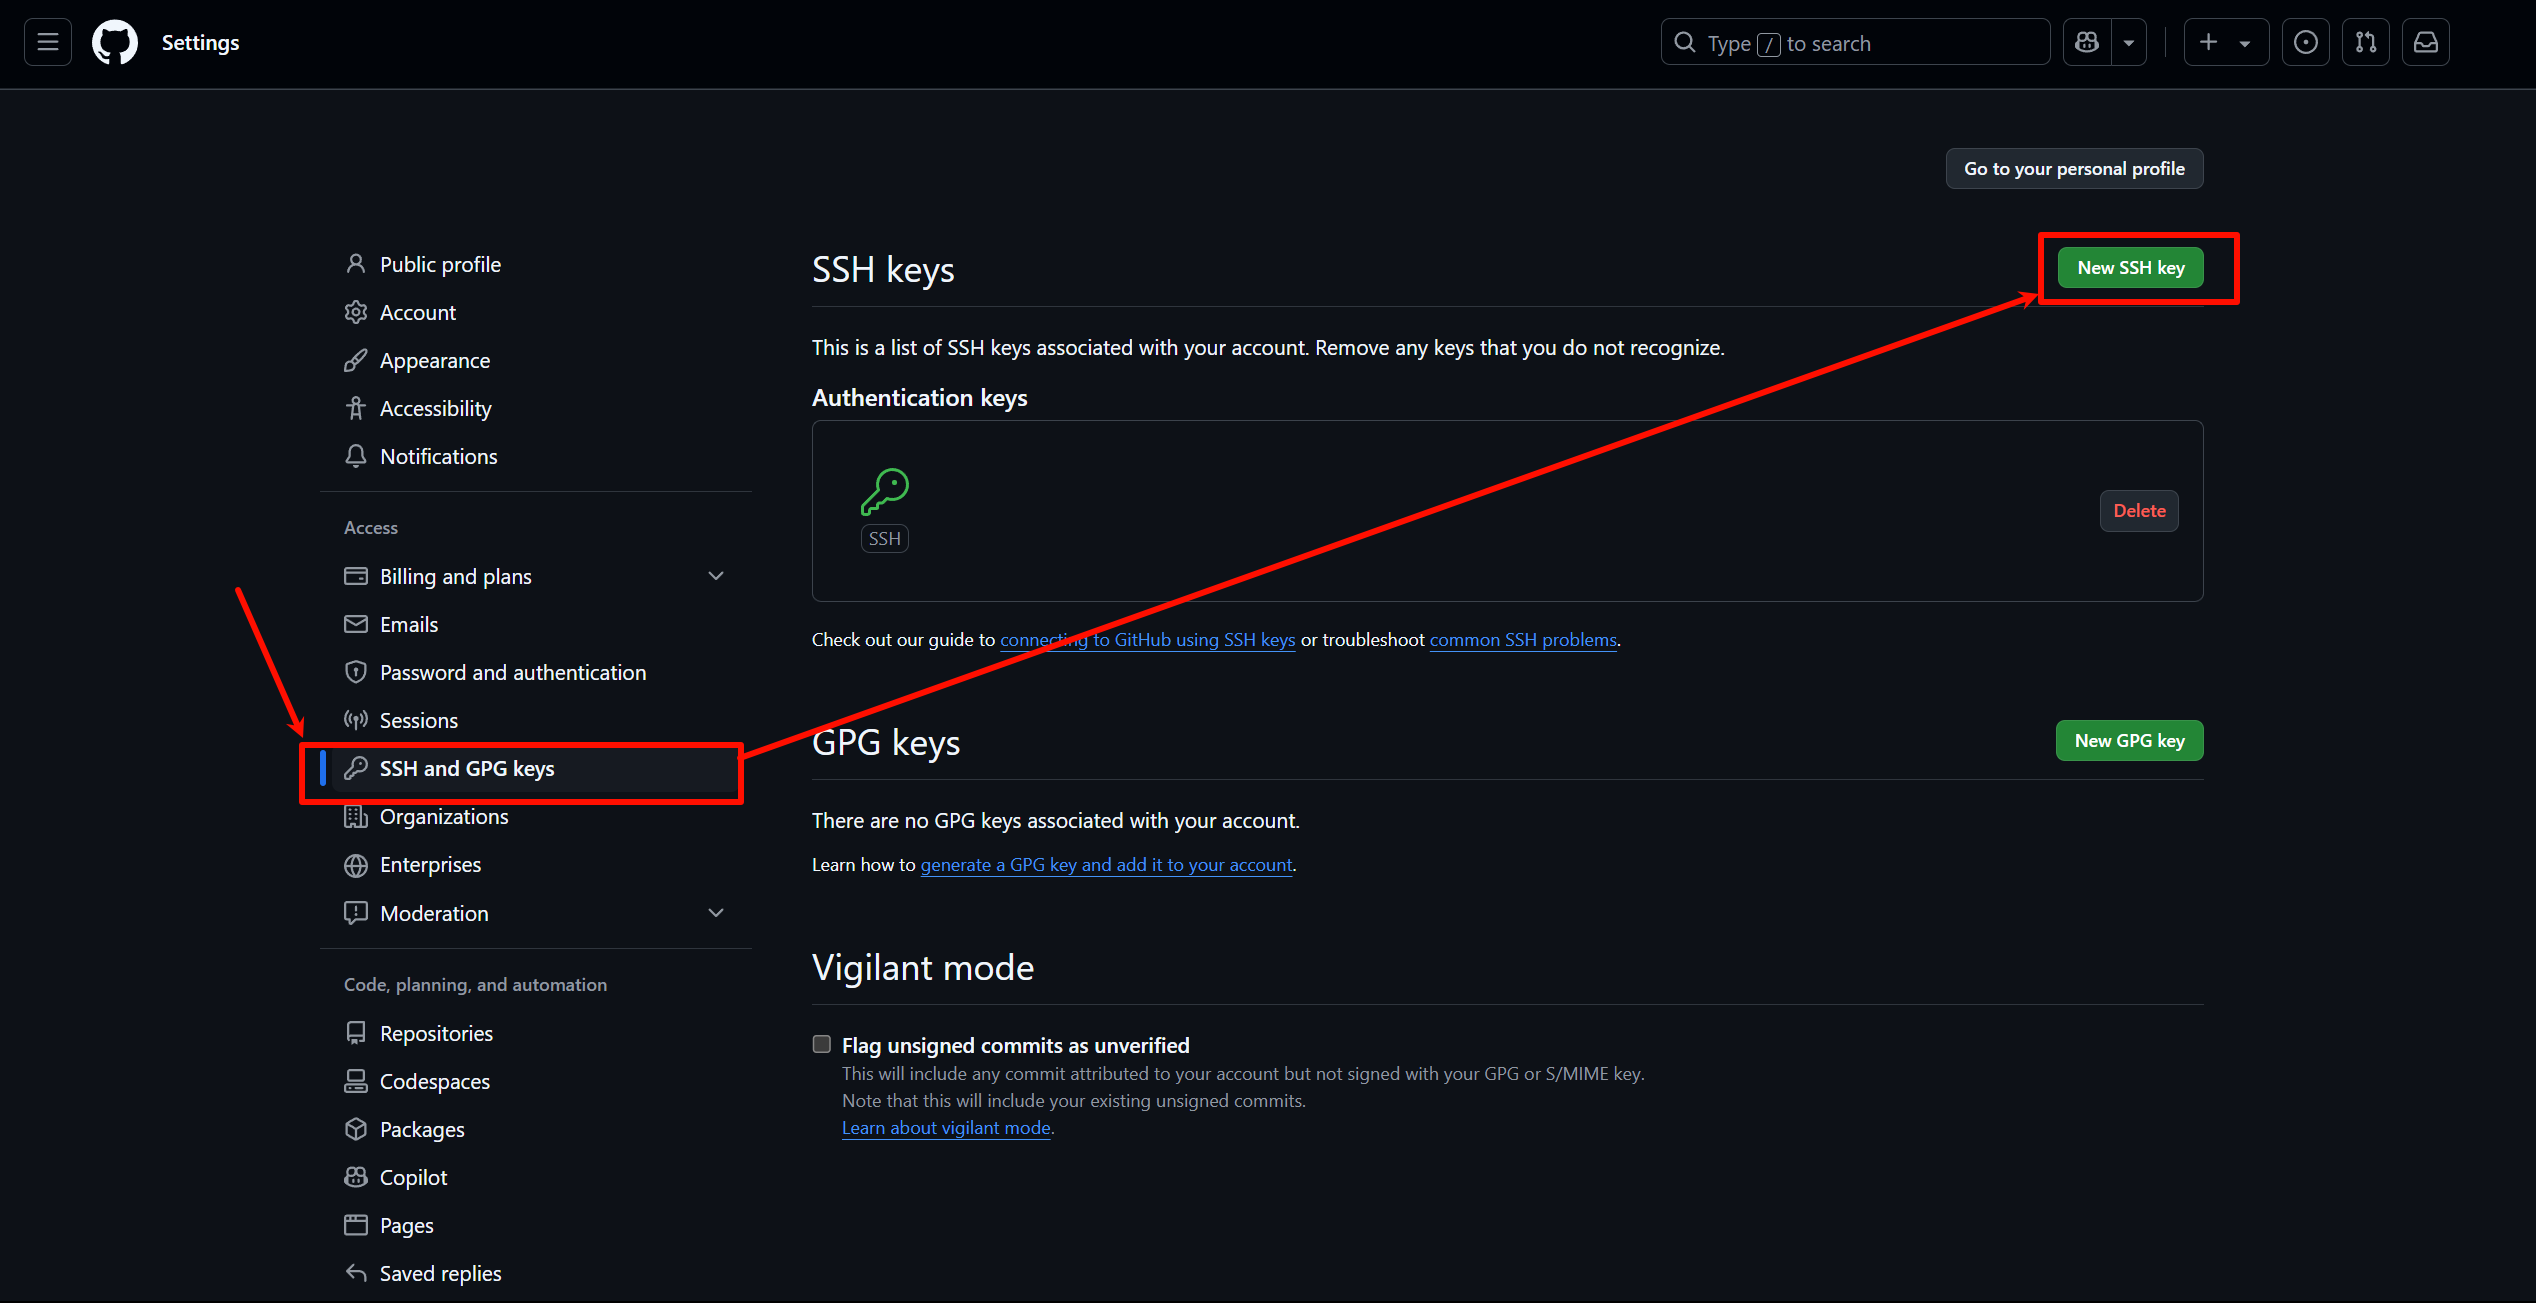 Settings
Type / to search
Go to your personal profile
Public profile
Account
Appearance
Accessibility
Notifications
Access
Billing and plans
Emails
Password and authentication
Sessions
SSH and GPG keys
Organizations
Enterprises
Moderation
Code, planning, and automation
Repositories
Codespaces
Packages
Copilot
Pages
Saved replies
SSH keys
New SSH key
This is a list of SSH keys associated with your account. Remove any keys that you do not recognize.
Authentication keys
SSH
Delete
Check out our guide to connecting to GitHub using SSH keys or troubleshoot common SSH problems.
GPG keys
New GPG key
There are no GPG keys associated with your account.
Learn how to generate a GPG key and add it to your account.
Vigilant mode
Flag unsigned commits as unverified
This will include any commit attributed to your account but not signed with your GPG or S/MIME key.
Note that this will include your existing unsigned commits.
Learn about vigilant mode.